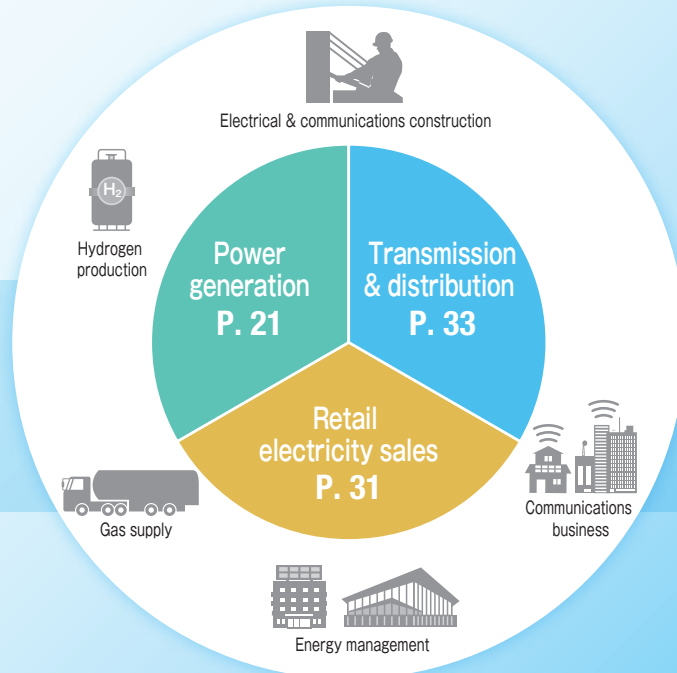 Electrical & communications construction
H₂
Hydrogen
production
Power
generation
P. 21
Transmission
& distribution
P. 33
Retail
electricity sales
P. 31
Gas supply
Communications
business
Energy management